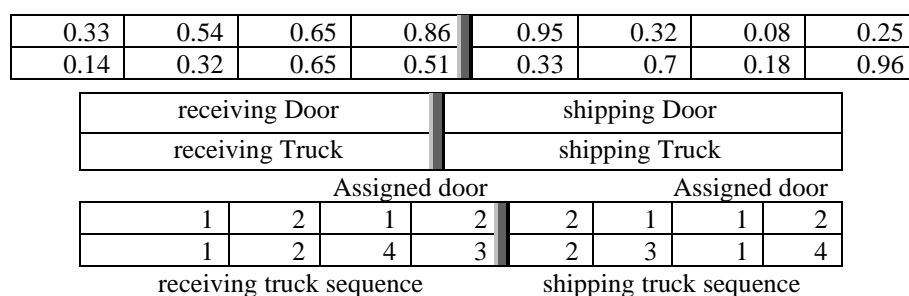 0.33 0.54 0.65 0.86 0.95 0.32 0.08 0.25
0.14 0.32 0.65 0.51 0.33 0.7 0.18 0.96
receiving Door shipping Door
receiving Truck shipping Truck
Assigned door Assigned door
1 2 1 2 2 1 1 2
1 2 4 3 2 3 1 4
receiving truck sequence shipping truck sequence